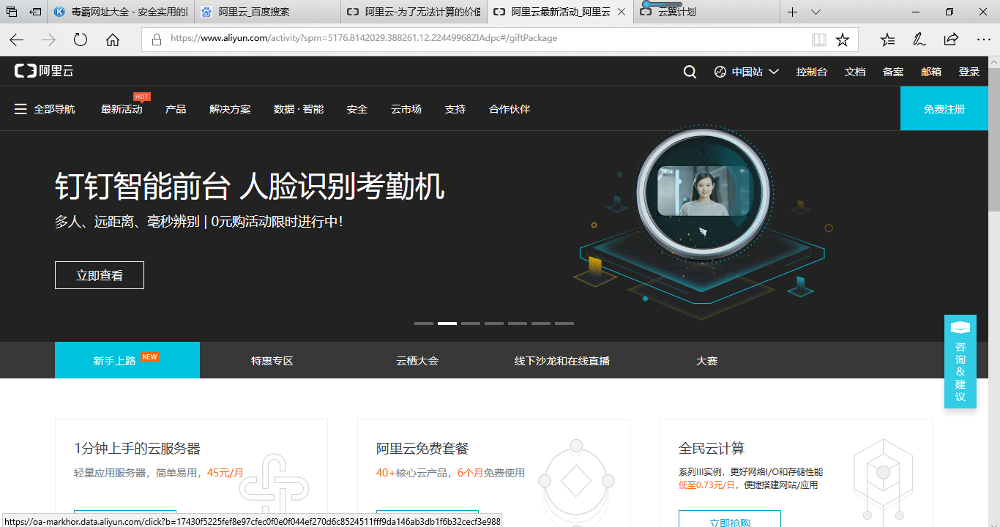 毒霸网址大全 - 安全实用的
阿里云_百度搜索
阿里云-为了无法计算的价值
阿里云最新活动_阿里云
云翼计划
https://www.aliyun.com/activity?spm=5176.8142029.388261.12.22449968ZIAdpc#/giftPackage
阿里云
中国站
控制台
文档
备案
邮箱
登录
全部导航
最新活动
HOT
产品
解决方案
数据 · 智能
安全
云市场
支持
合作伙伴
免费注册
钉钉智能前台 人脸识别考勤机
多人、远距离、毫秒辨别 | 0元购活动限时进行中!
立即查看
咨询&建议
新手上路 NEW
特惠专区
云栖大会
线下沙龙和在线直播
大赛
1分钟上手的云服务器
轻量应用服务器，简单易用，45元/月
阿里云免费套餐
40+核心云产品，6个月免费使用
全民云计算
系列III实例，更好网络I/O和存储性能
低至0.73元/日，便捷搭建网站/应用
立即抢购
https://oa-markhor.data.aliyun.com/click?b=17430f5225fef8e97cfec0f0e0f044ef270d6c8524511fff9da146ab3db1f6b32cecf3e988